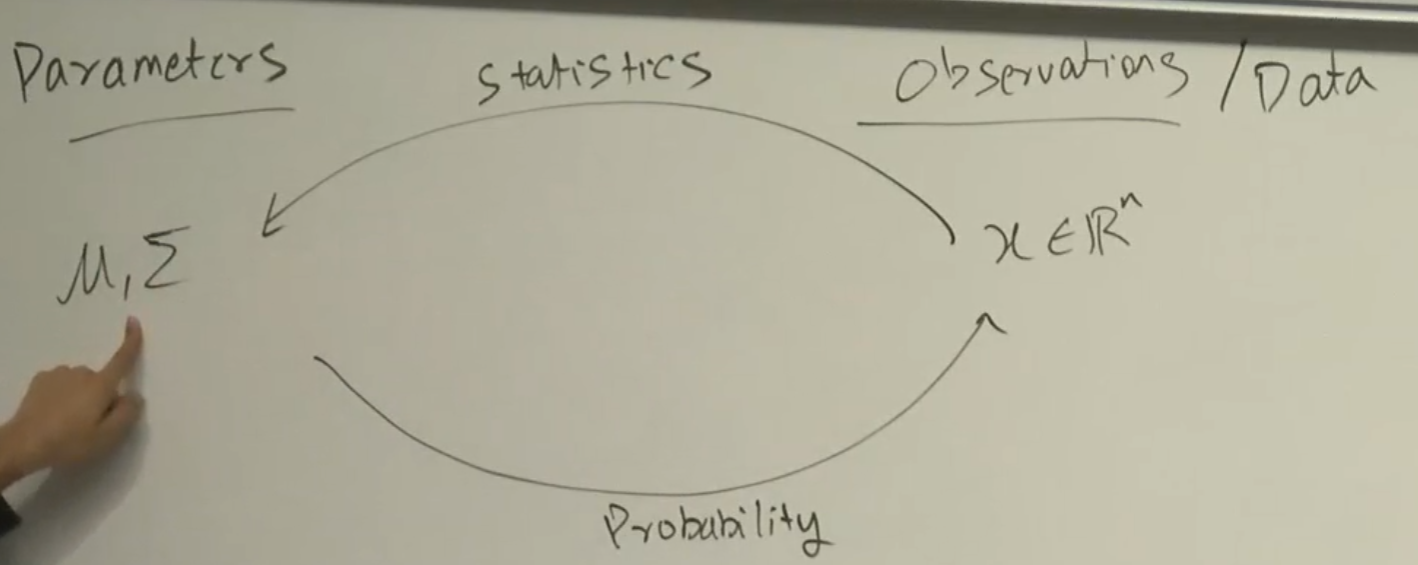 Parameters statistics Observations / Data
μ, Σ x ∈ ℝⁿ
Probability